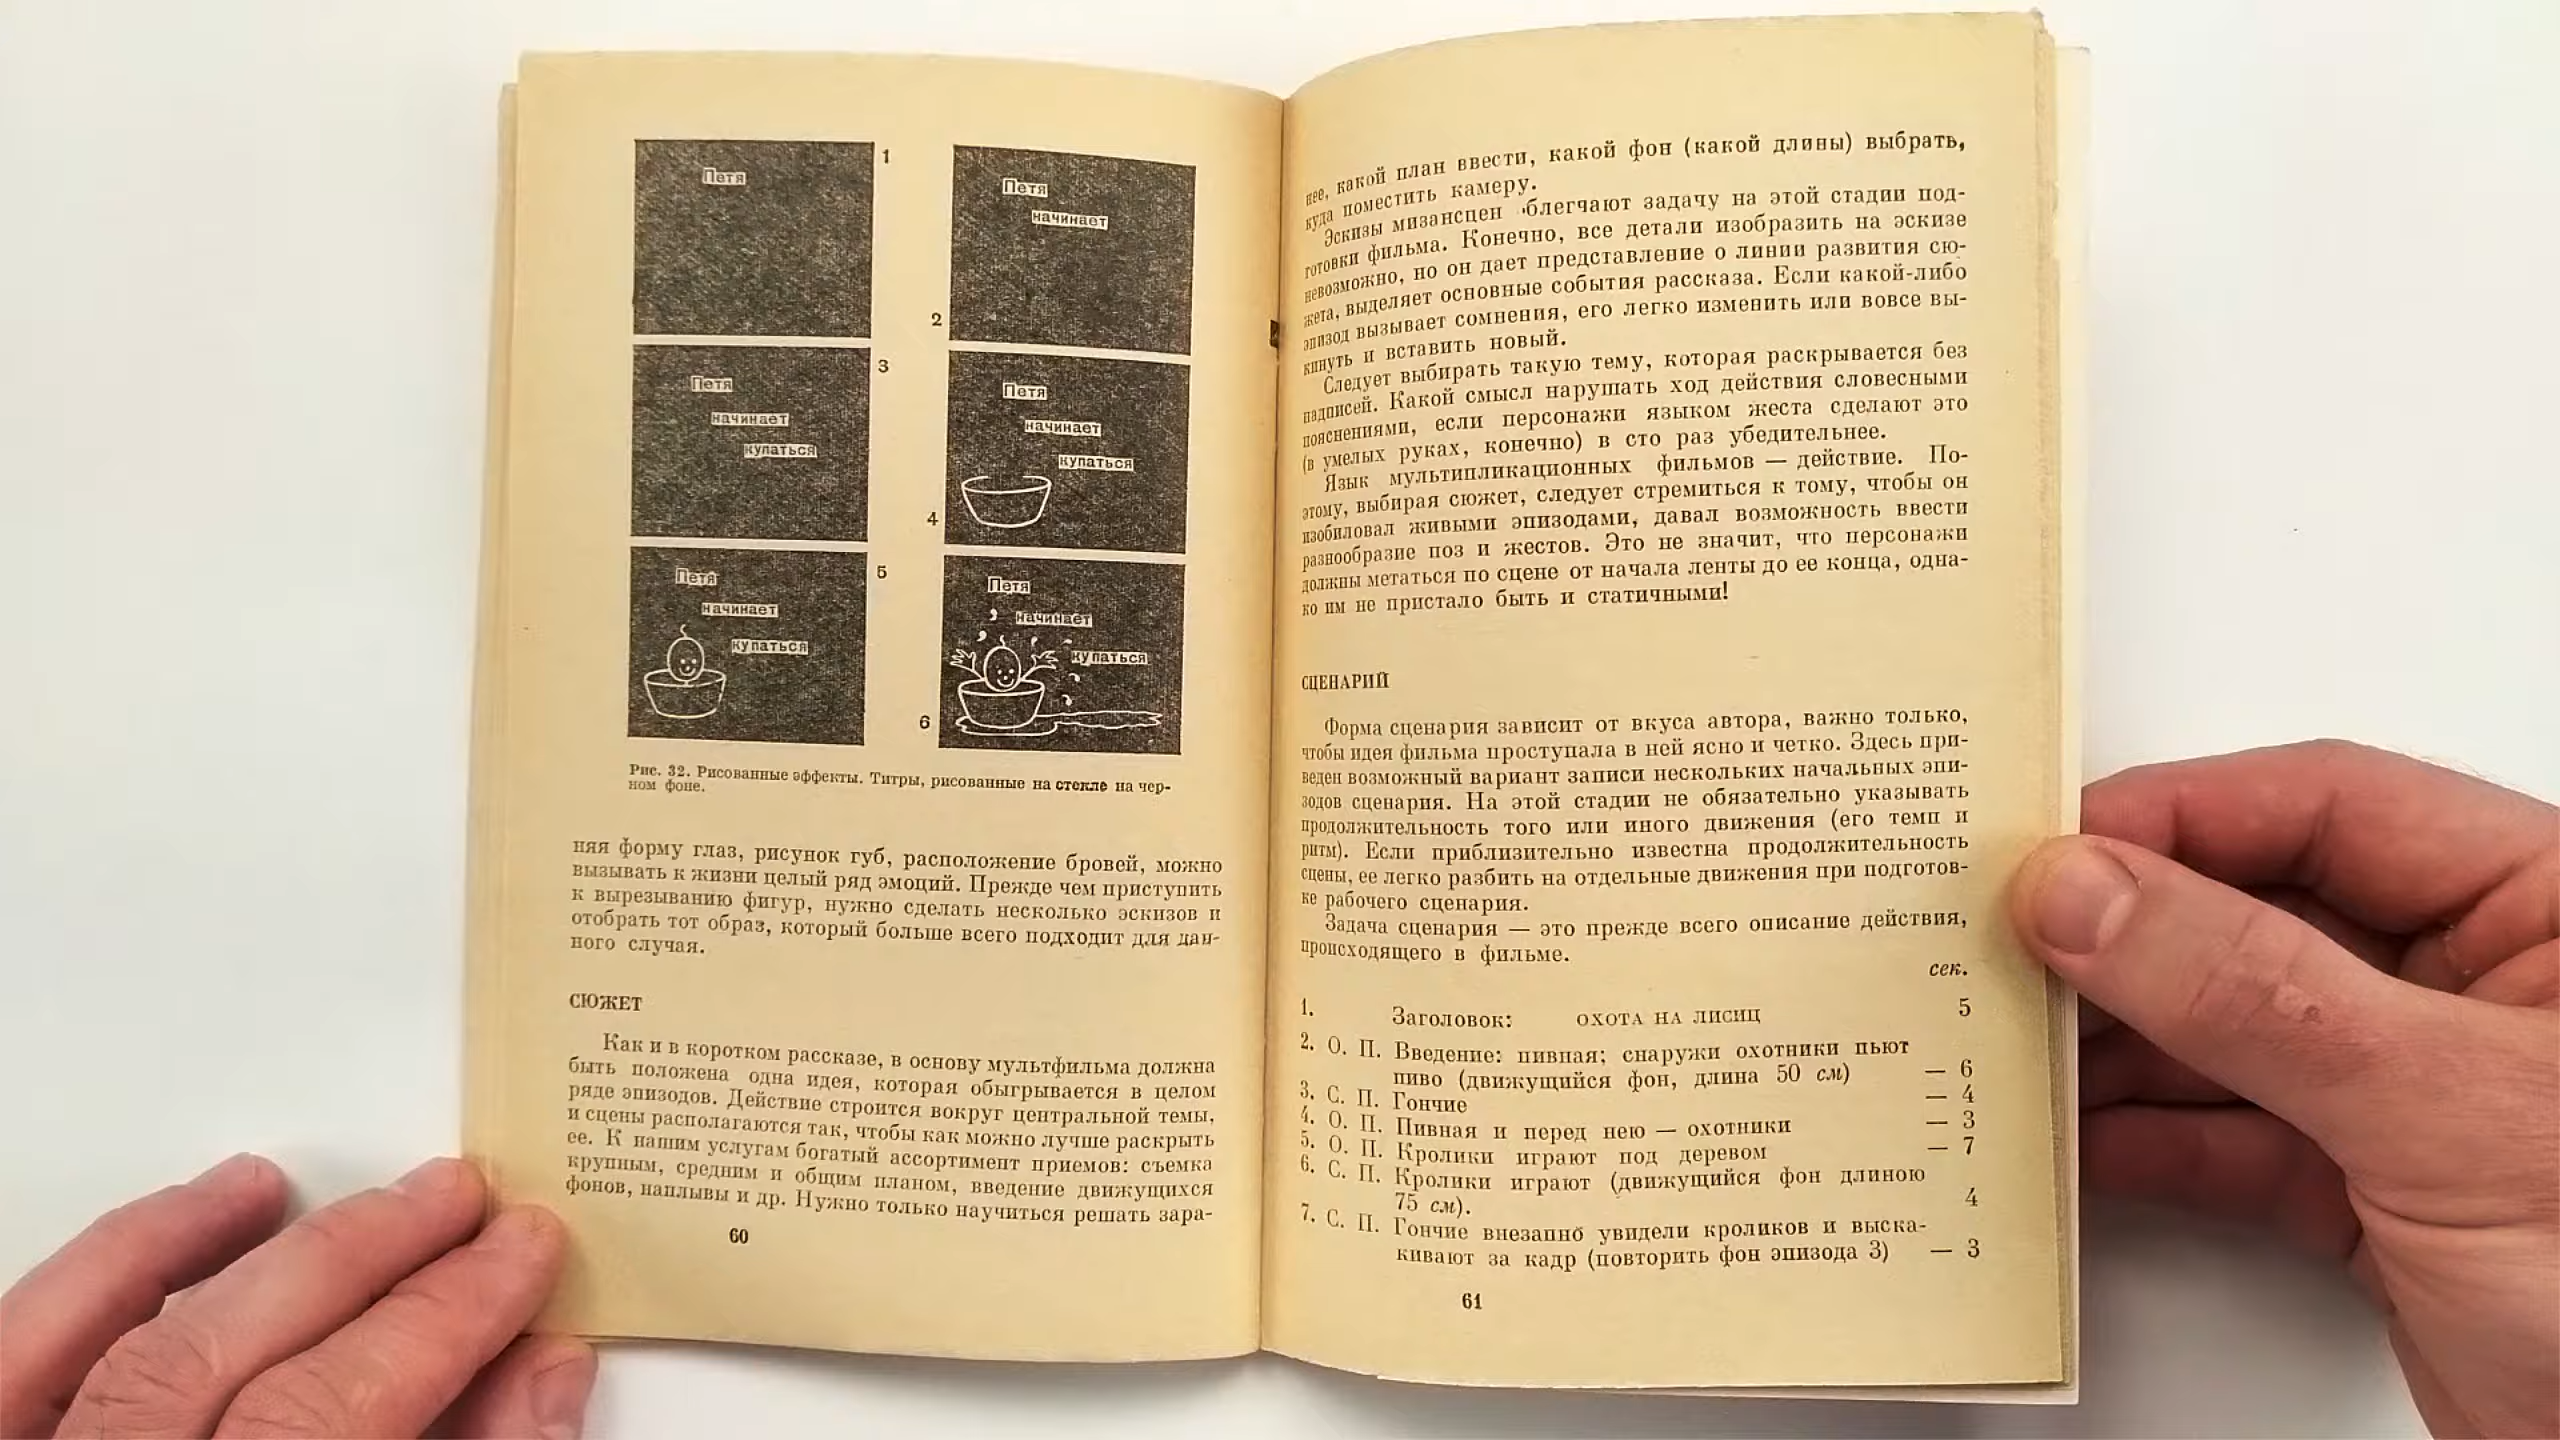 Петя
1
Петя
начинает
2
Петя
начинает
купаться
3
Петя
начинает
купаться
4
Петя
начинает
купаться
5
Петя
начинает
купаться
6
Рис. 32. Рисованные эффекты. Титры, рисованные на стекле на чер-
ном фоне.
няя форму глаз, рисунок губ, расположение бровей, можно
вызывать к жизни целый ряд эмоций. Прежде чем приступить
к вырезыванию фигур, нужно сделать несколько эскизов и
отобрать тот образ, который больше всего подходит для дан-
ного случая.
СЮЖЕТ
Как и в коротком рассказе, в основу мультфильма должна
быть положена одна идея, которая обыгрывается в целом
ряде эпизодов. Действие строится вокруг центральной темы,
и сцены располагаются так, чтобы как можно лучше раскрыть
ее. К нашим услугам богатый ассортимент приемов: съемка
крупным, средним и общим планом, введение движущихся
фонов, наплывы и др. Нужно только научиться решать зара-
60
нее, какой план ввести, какой фон (какой длины) выбрать,
куда поместить камеру.
Эскизы мизансцен облегчают задачу на этой стадии под-
готовки фильма. Конечно, все детали изобразить на эскизе
невозможно, но он дает представление о линии развития сю-
жета, выделяет основные события рассказа. Если какой-либо
эпизод вызывает сомнения, его легко изменить или вовсе вы-
кинуть и вставить новый.
Следует выбирать такую тему, которая раскрывается без
надписей. Какой смысл нарушать ход действия словесными
пояснениями, если персонажи языком жеста сделают это
(в умелых руках, конечно) в сто раз убедительнее.
Язык мультипликационных фильмов — действие. По-
этому, выбирая сюжет, следует стремиться к тому, чтобы он
изобиловал живыми эпизодами, давал возможность ввести
разнообразие поз и жестов. Это не значит, что персонажи
должны метаться по сцене от начала ленты до ее конца, одна-
ко им не пристало быть и статичными!
СЦЕНАРИЙ
Форма сценария зависит от вкуса автора, важно только,
чтобы идея фильма проступала в ней ясно и четко. Здесь при-
веден возможный вариант записи нескольких начальных эпи-
зодов сценария. На этой стадии не обязательно указывать
продолжительность того или иного движения (его темп и
ритм). Если приблизительно известна продолжительность
сцены, ее легко разбить на отдельные движения при подготов-
ке рабочего сценария.
Задача сценария — это прежде всего описание действия,
происходящего в фильме.
сек.
1. Заголовок: ОХОТА НА ЛИСИЦ 5
2. О. П. Введение: пивная; снаружи охотники пьют
пиво (движущийся фон, длина 50 см) — 6
3. С. П. Гончие — 4
4. О. П. Пивная и перед нею — охотники — 3
5. О. П. Кролики играют под деревом — 7
6. С. П. Кролики играют (движущийся фон длиною
75 см). 4
7. С. П. Гончие внезапно увидели кроликов и выска-
кивают за кадр (повторить фон эпизода 3) — 3
61